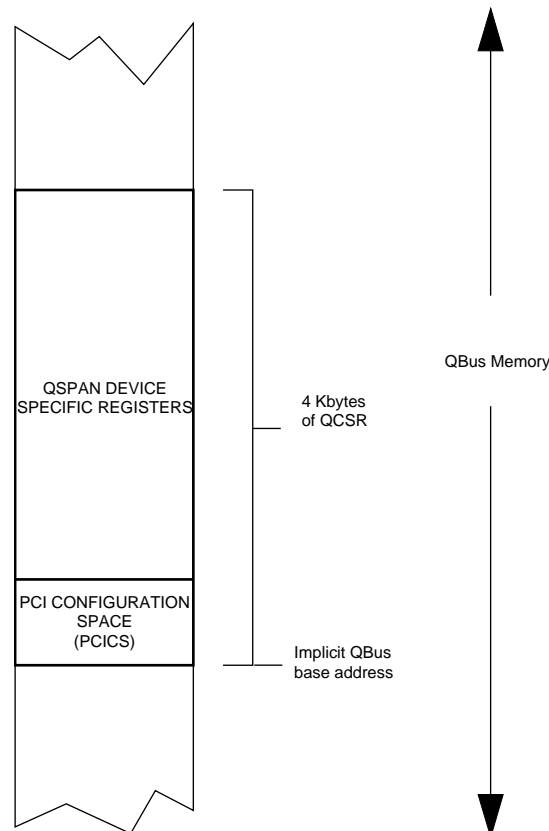 QBus Memory
QSPAN DEVICE
SPECIFIC REGISTERS
4 Kbytes
of QCSR
PCI CONFIGURATION
SPACE
(PCICS)
Implicit QBus
base address